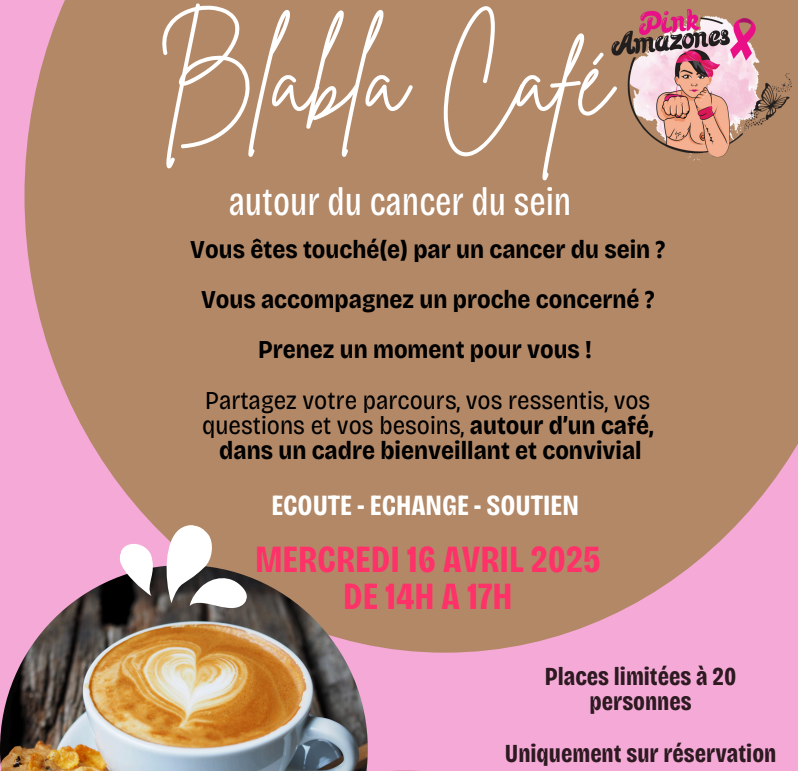 Blabla Café
Pink
Amazones
autour du cancer du sein
Vous êtes touché(e) par un cancer du sein ?
Vous accompagnez un proche concerné ?
Prenez un moment pour vous !
Partagez votre parcours, vos ressentis, vos
questions et vos besoins, autour d’un café,
dans un cadre bienveillant et convivial
ECOUTE - ECHANGE - SOUTIEN
MERCREDI 16 AVRIL 2025
DE 14H A 17H
Places limitées à 20
personnes
Uniquement sur réservation